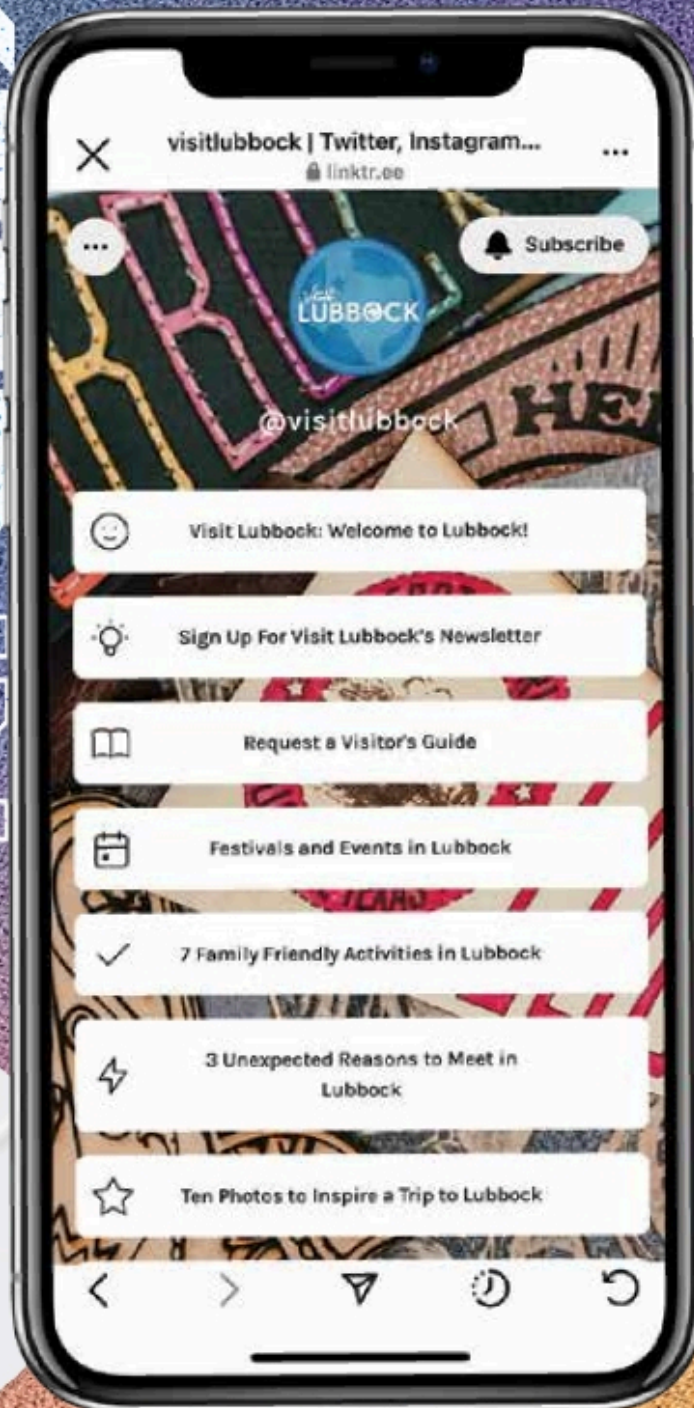 visitlubbock | Twitter, Instagram...
linktr.ee
Subscribe
visit
LUBBOCK
@visitlubbock
Visit Lubbock: Welcome to Lubbock!
Sign Up For Visit Lubbock's Newsletter
Request a Visitor's Guide
Festivals and Events in Lubbock
TEXAS
7 Family Friendly Activities in Lubbock
3 Unexpected Reasons to Meet in
Lubbock
Ten Photos to Inspire a Trip to Lubbock